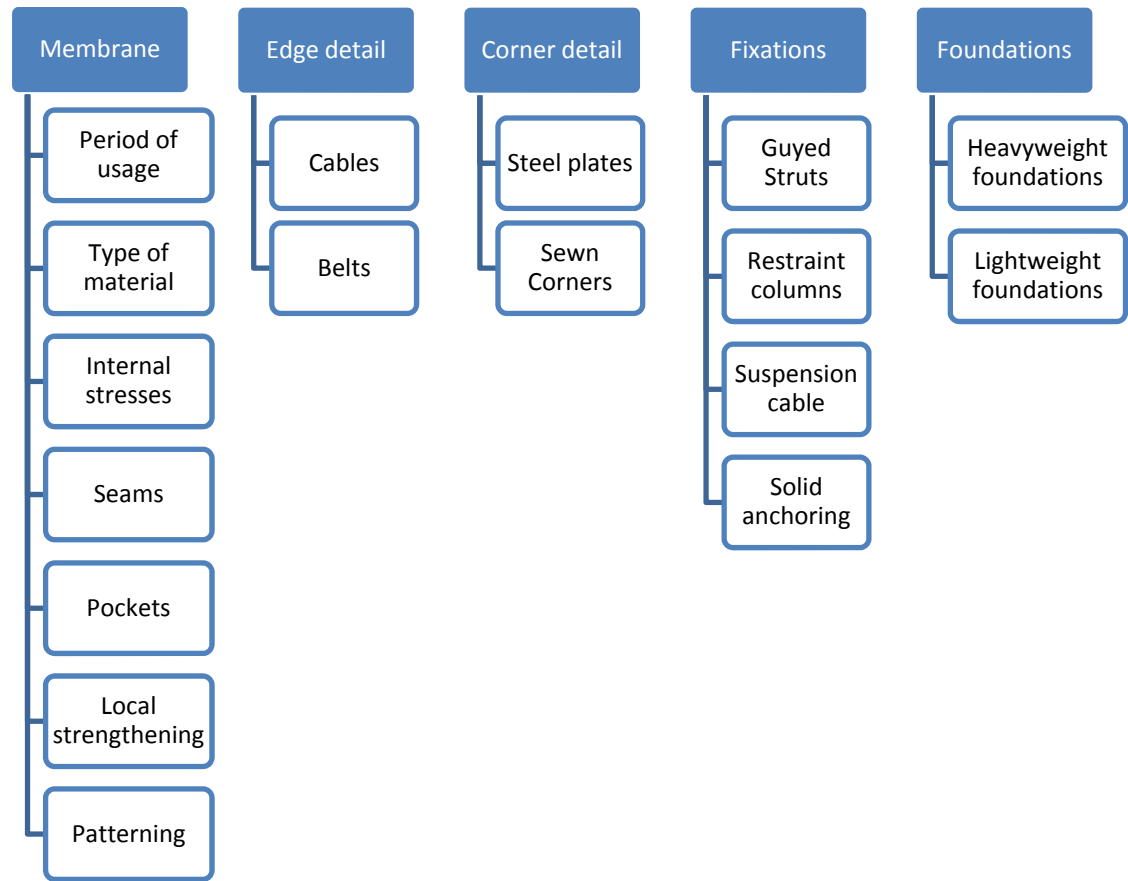 Membrane
Period of
usage
Type of
material
Internal
stresses
Seams
Pockets
Local
strengthening
Patterning
Edge detail
Cables
Belts
Corner detail
Steel plates
Sewn
Corners
Fixations
Guyed
Struts
Restraint
columns
Suspension
cable
Solid
anchoring
Foundations
Heavyweight
foundations
Lightweight
foundations